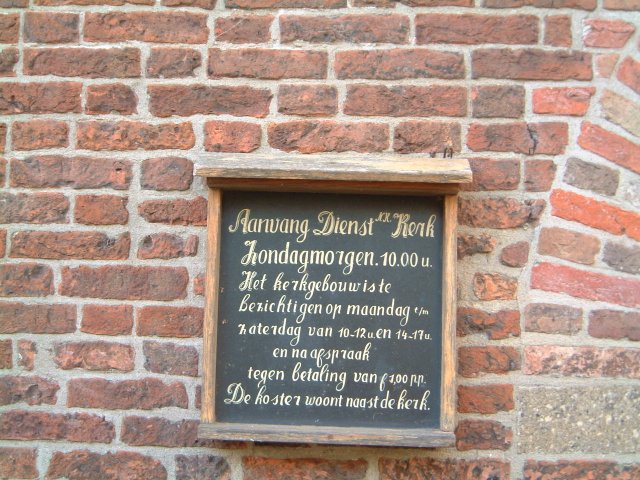 Aanvang Dienst N.H. Kerk
Zondagmorgen. 10.00 u.
Het kerkgebouw is te
bezichtigen op maandag t/m
zaterdag van 10-12 u. en 14-17 u.
en na afspraak
tegen betaling van ƒ 1,00 p.p.
De koster woont naast de kerk.